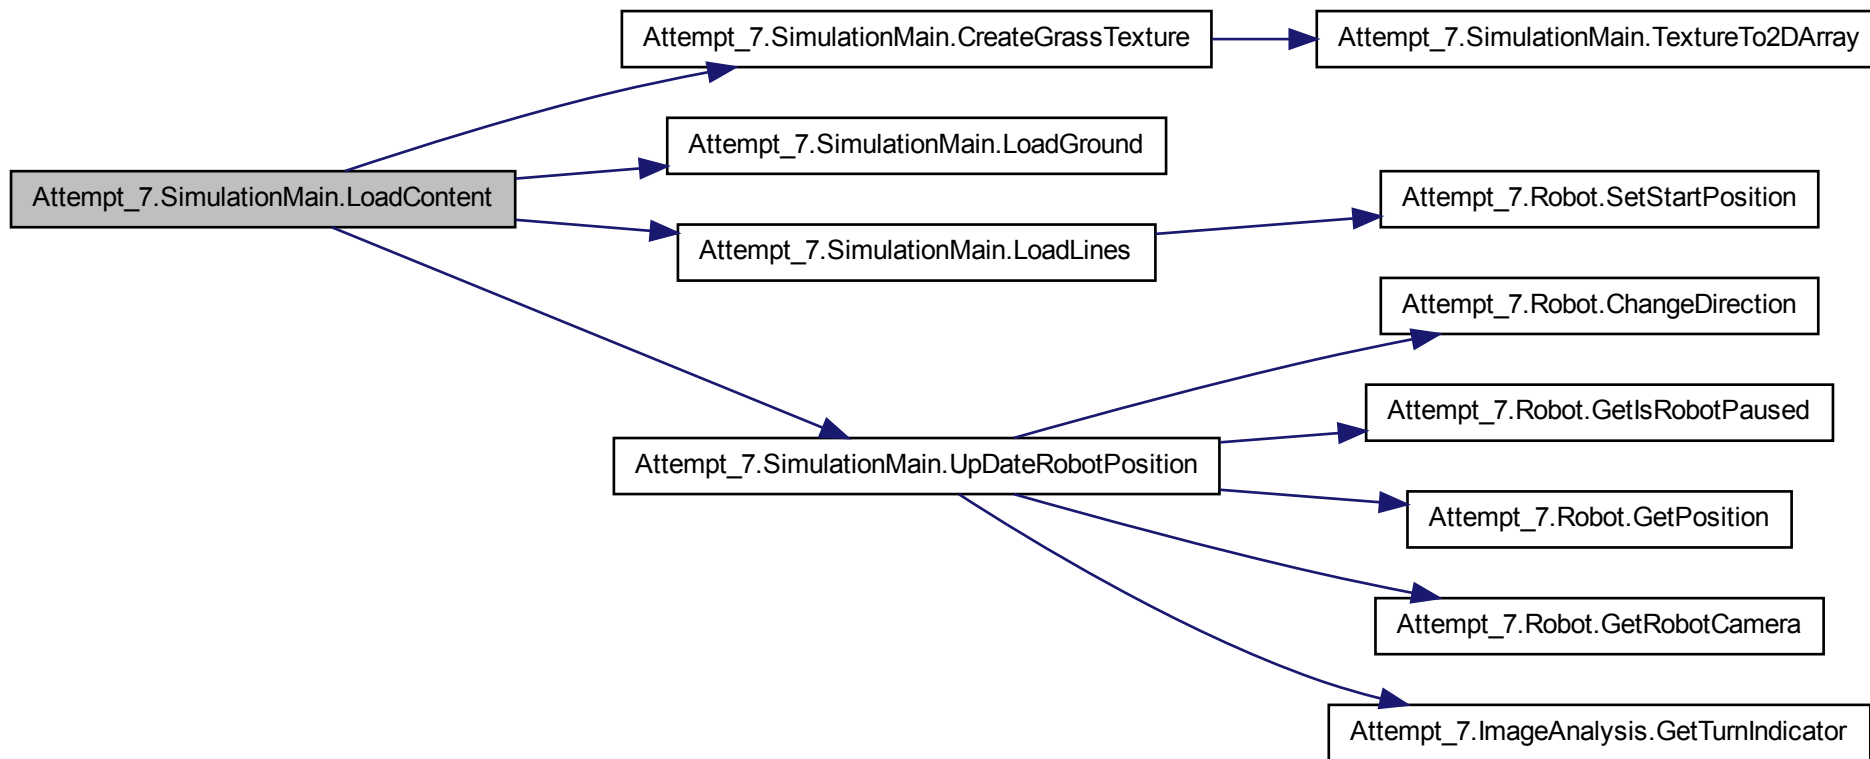 Attempt_7.SimulationMain.CreateGrassTexture
Attempt_7.SimulationMain.TextureTo2DArray
Attempt_7.SimulationMain.LoadGround
Attempt_7.SimulationMain.LoadContent
Attempt_7.Robot.SetStartPosition
Attempt_7.SimulationMain.LoadLines
Attempt_7.Robot.ChangeDirection
Attempt_7.Robot.GetIsRobotPaused
Attempt_7.SimulationMain.UpDateRobotPosition
Attempt_7.Robot.GetPosition
Attempt_7.Robot.GetRobotCamera
Attempt_7.ImageAnalysis.GetTurnIndicator